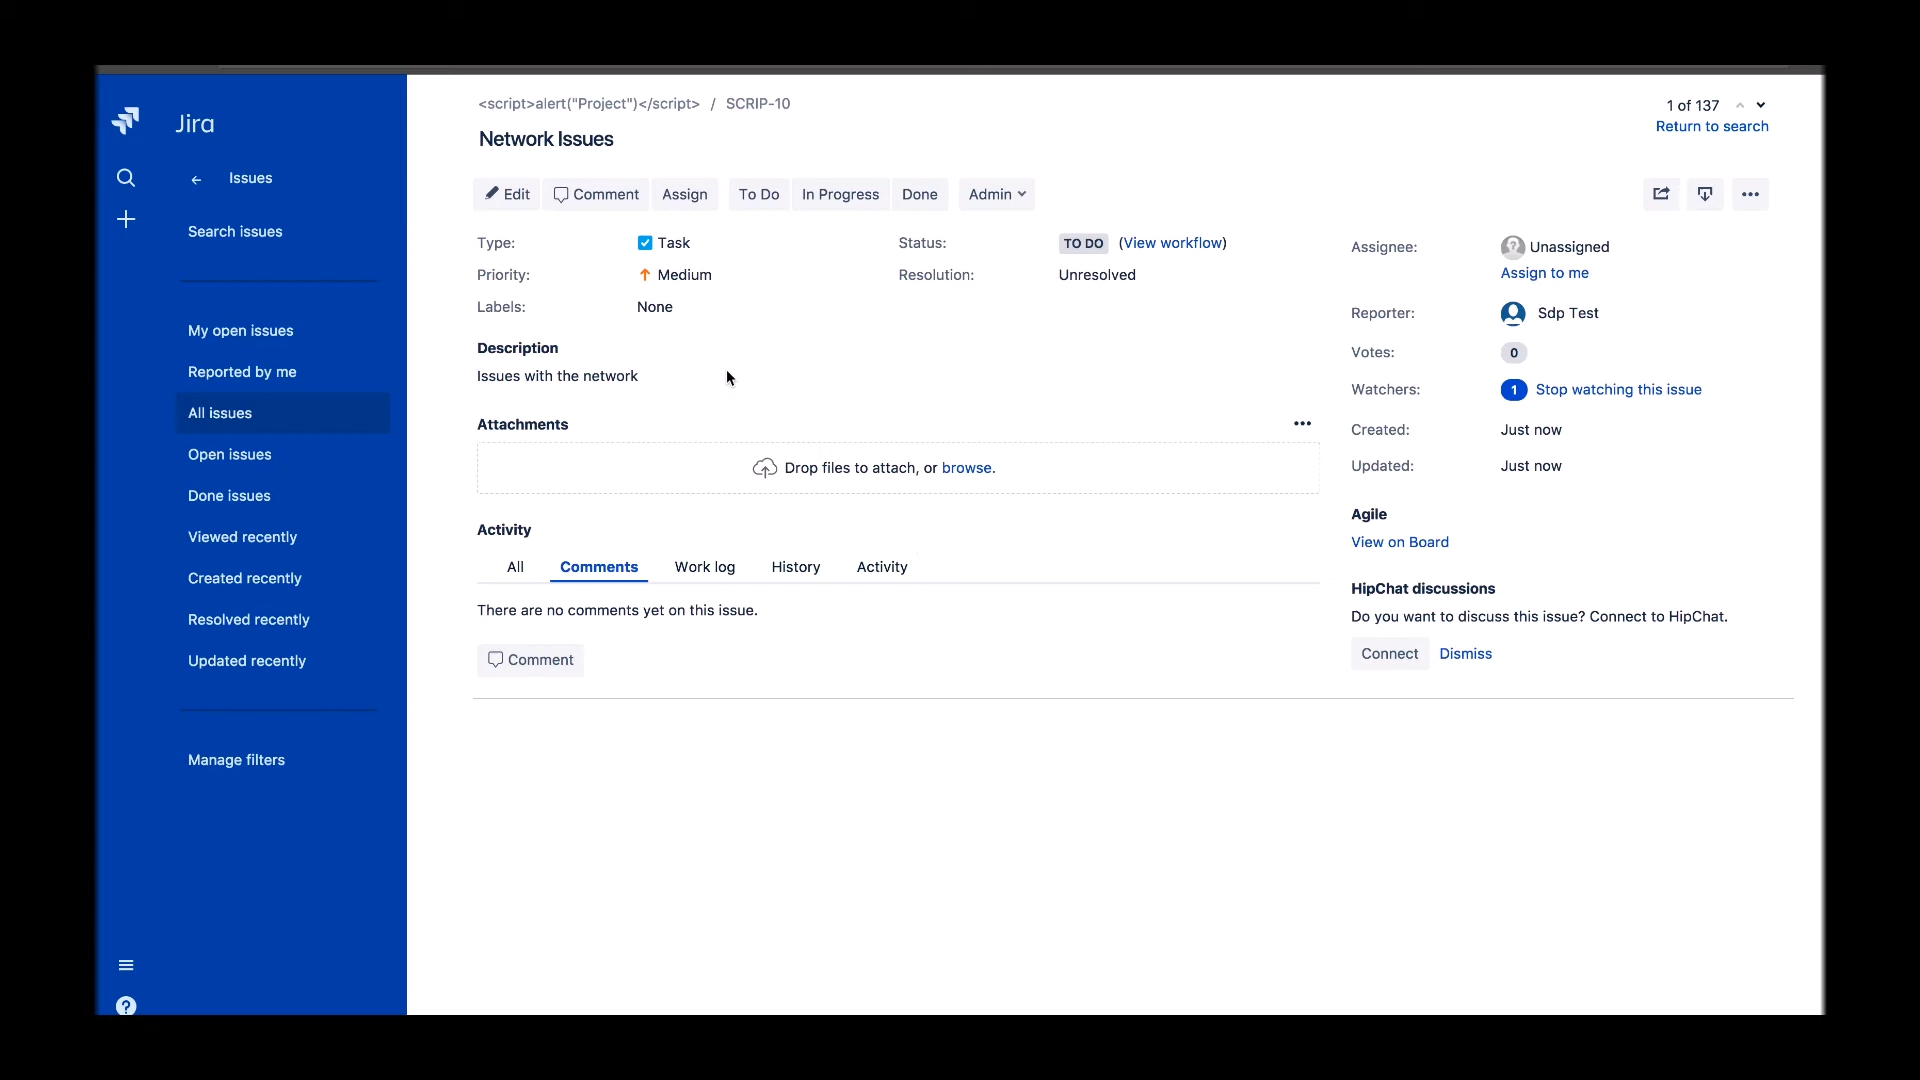 Jira
Issues
Search issues
My open issues
Reported by me
All issues
Open issues
Done issues
Viewed recently
Created recently
Resolved recently
Updated recently
Manage filters
?
<script>alert("Project")</script> / SCRIP-10
Network Issues
1 of 137
Return to search
Edit Comment Assign To Do In Progress Done Admin
Type: Task
Priority: Medium
Labels: None
Status: TO DO (View workflow)
Resolution: Unresolved
Description
Issues with the network
Attachments
Drop files to attach, or browse.
Activity
All Comments Work log History Activity
There are no comments yet on this issue.
Comment
Assignee: ? Unassigned
Assign to me
Reporter: Sdp Test
Votes: 0
Watchers: 1 Stop watching this issue
Created: Just now
Updated: Just now
Agile
View on Board
HipChat discussions
Do you want to discuss this issue? Connect to HipChat.
Connect Dismiss